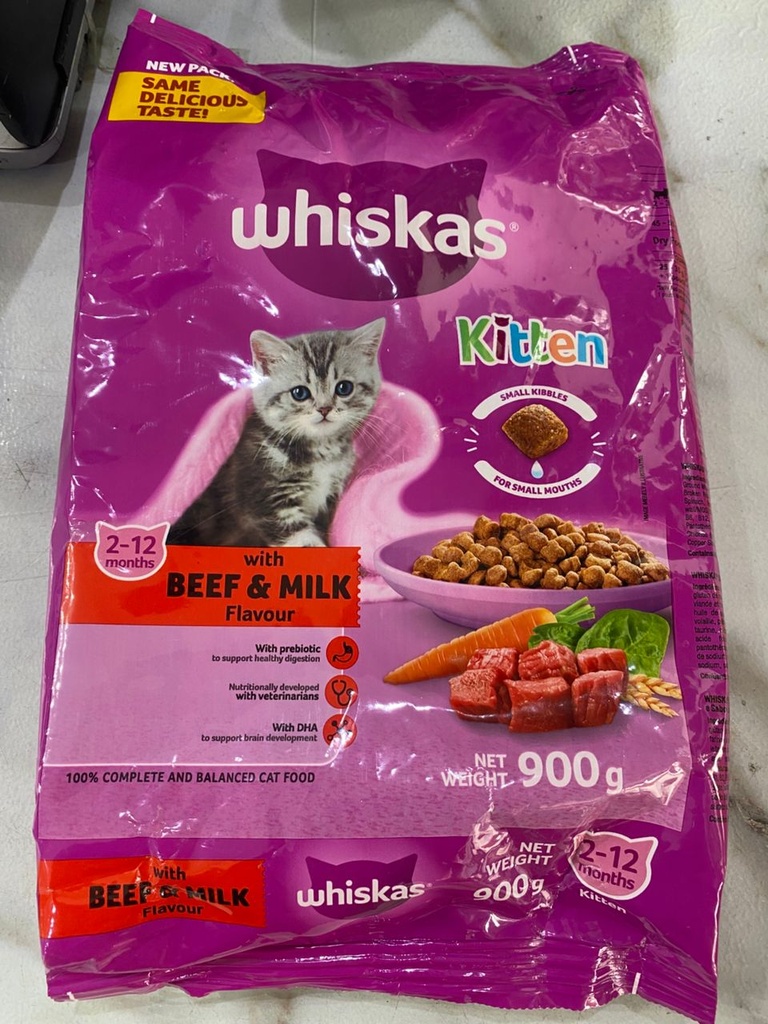 NEW PACK,
SAME
DELICIOUS
TASTE!
whiskas®
Kitten
SMALL KIBBLES
FOR SMALL MOUTHS
2-12
months
with
BEEF & MILK
Flavour
With prebiotic
to support healthy digestion
Nutritionally developed
with veterinarians
With DHA
to support brain development
100% COMPLETE AND BALANCED CAT FOOD
NET
WEIGHT 900g
with
BEEF & MILK
Flavour
whiskas
NET
WEIGHT
900g
2-12
months
Kitten